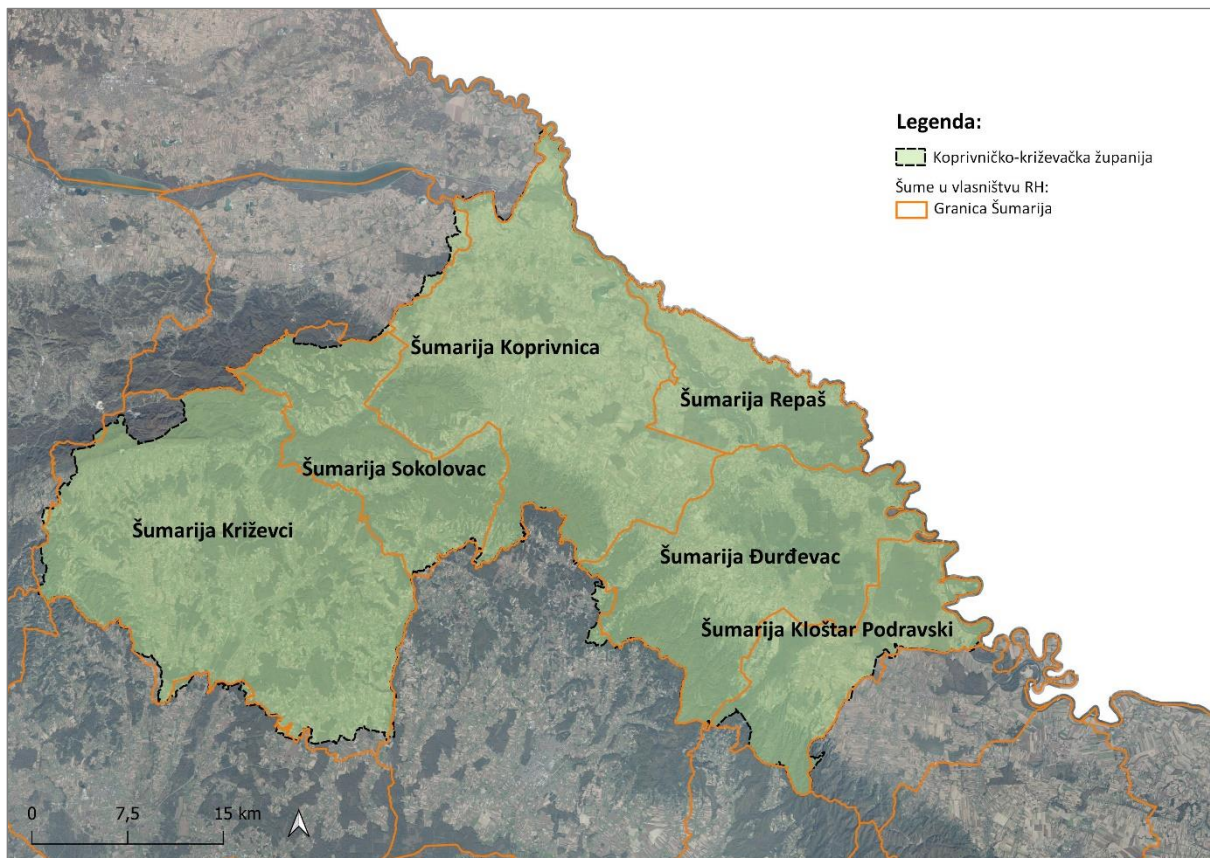 Legenda:
Koprivničko-križevačka županija
Šume u vlasništvu RH:
Granica Šumarija
Šumarija Koprivnica
Šumarija Repaš
Šumarija Sokolovac
Šumarija Križevci
Šumarija Đurđevac
Šumarija Kloštar Podravski
0 7,5 15 km